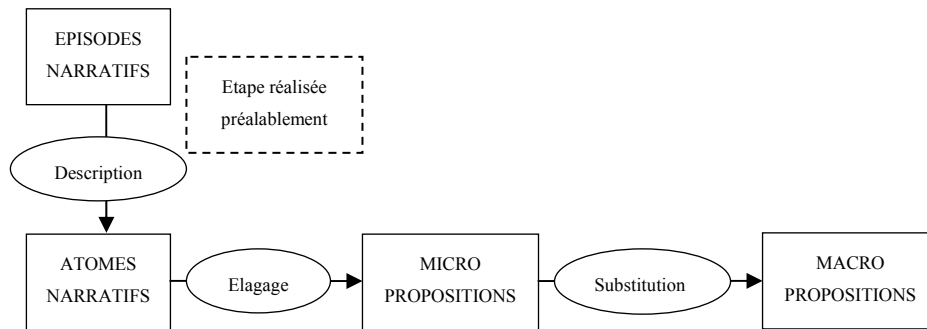 EPISODES
NARRATIFS
Etape réalisée
préalablement
Description
ATOMES
NARRATIFS
Elagage
MICRO
PROPOSITIONS
Substitution
MACRO
PROPOSITIONS